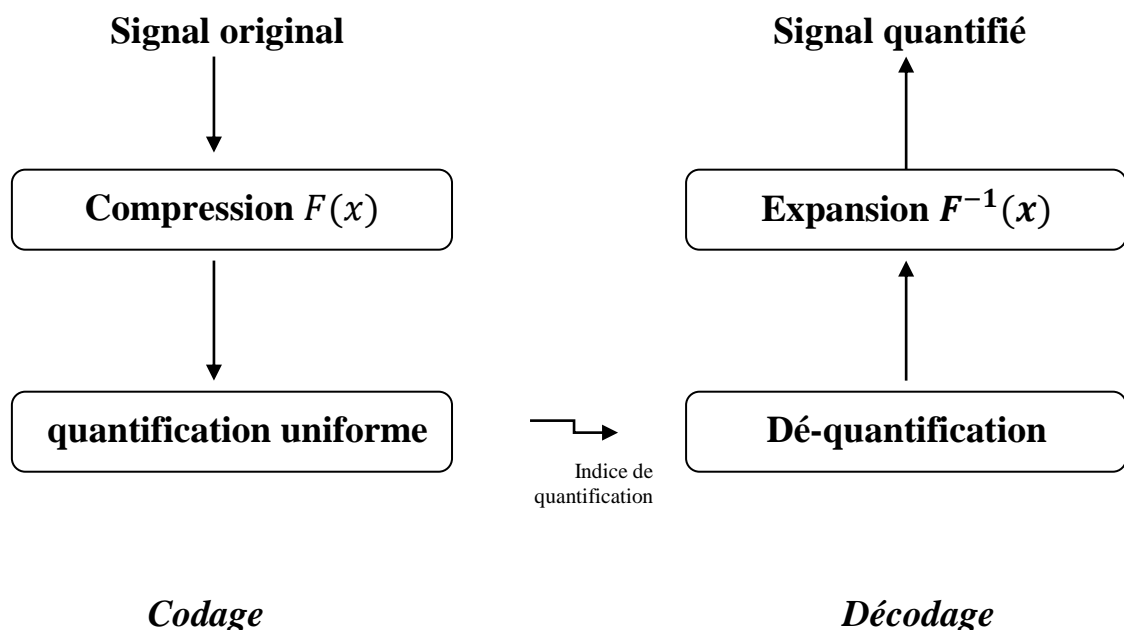 Signal original
Signal quantifié
Compression F(x)
Expansion F⁻¹(x)
quantification uniforme
Dé-quantification
Indice de
quantification
Codage
Décodage